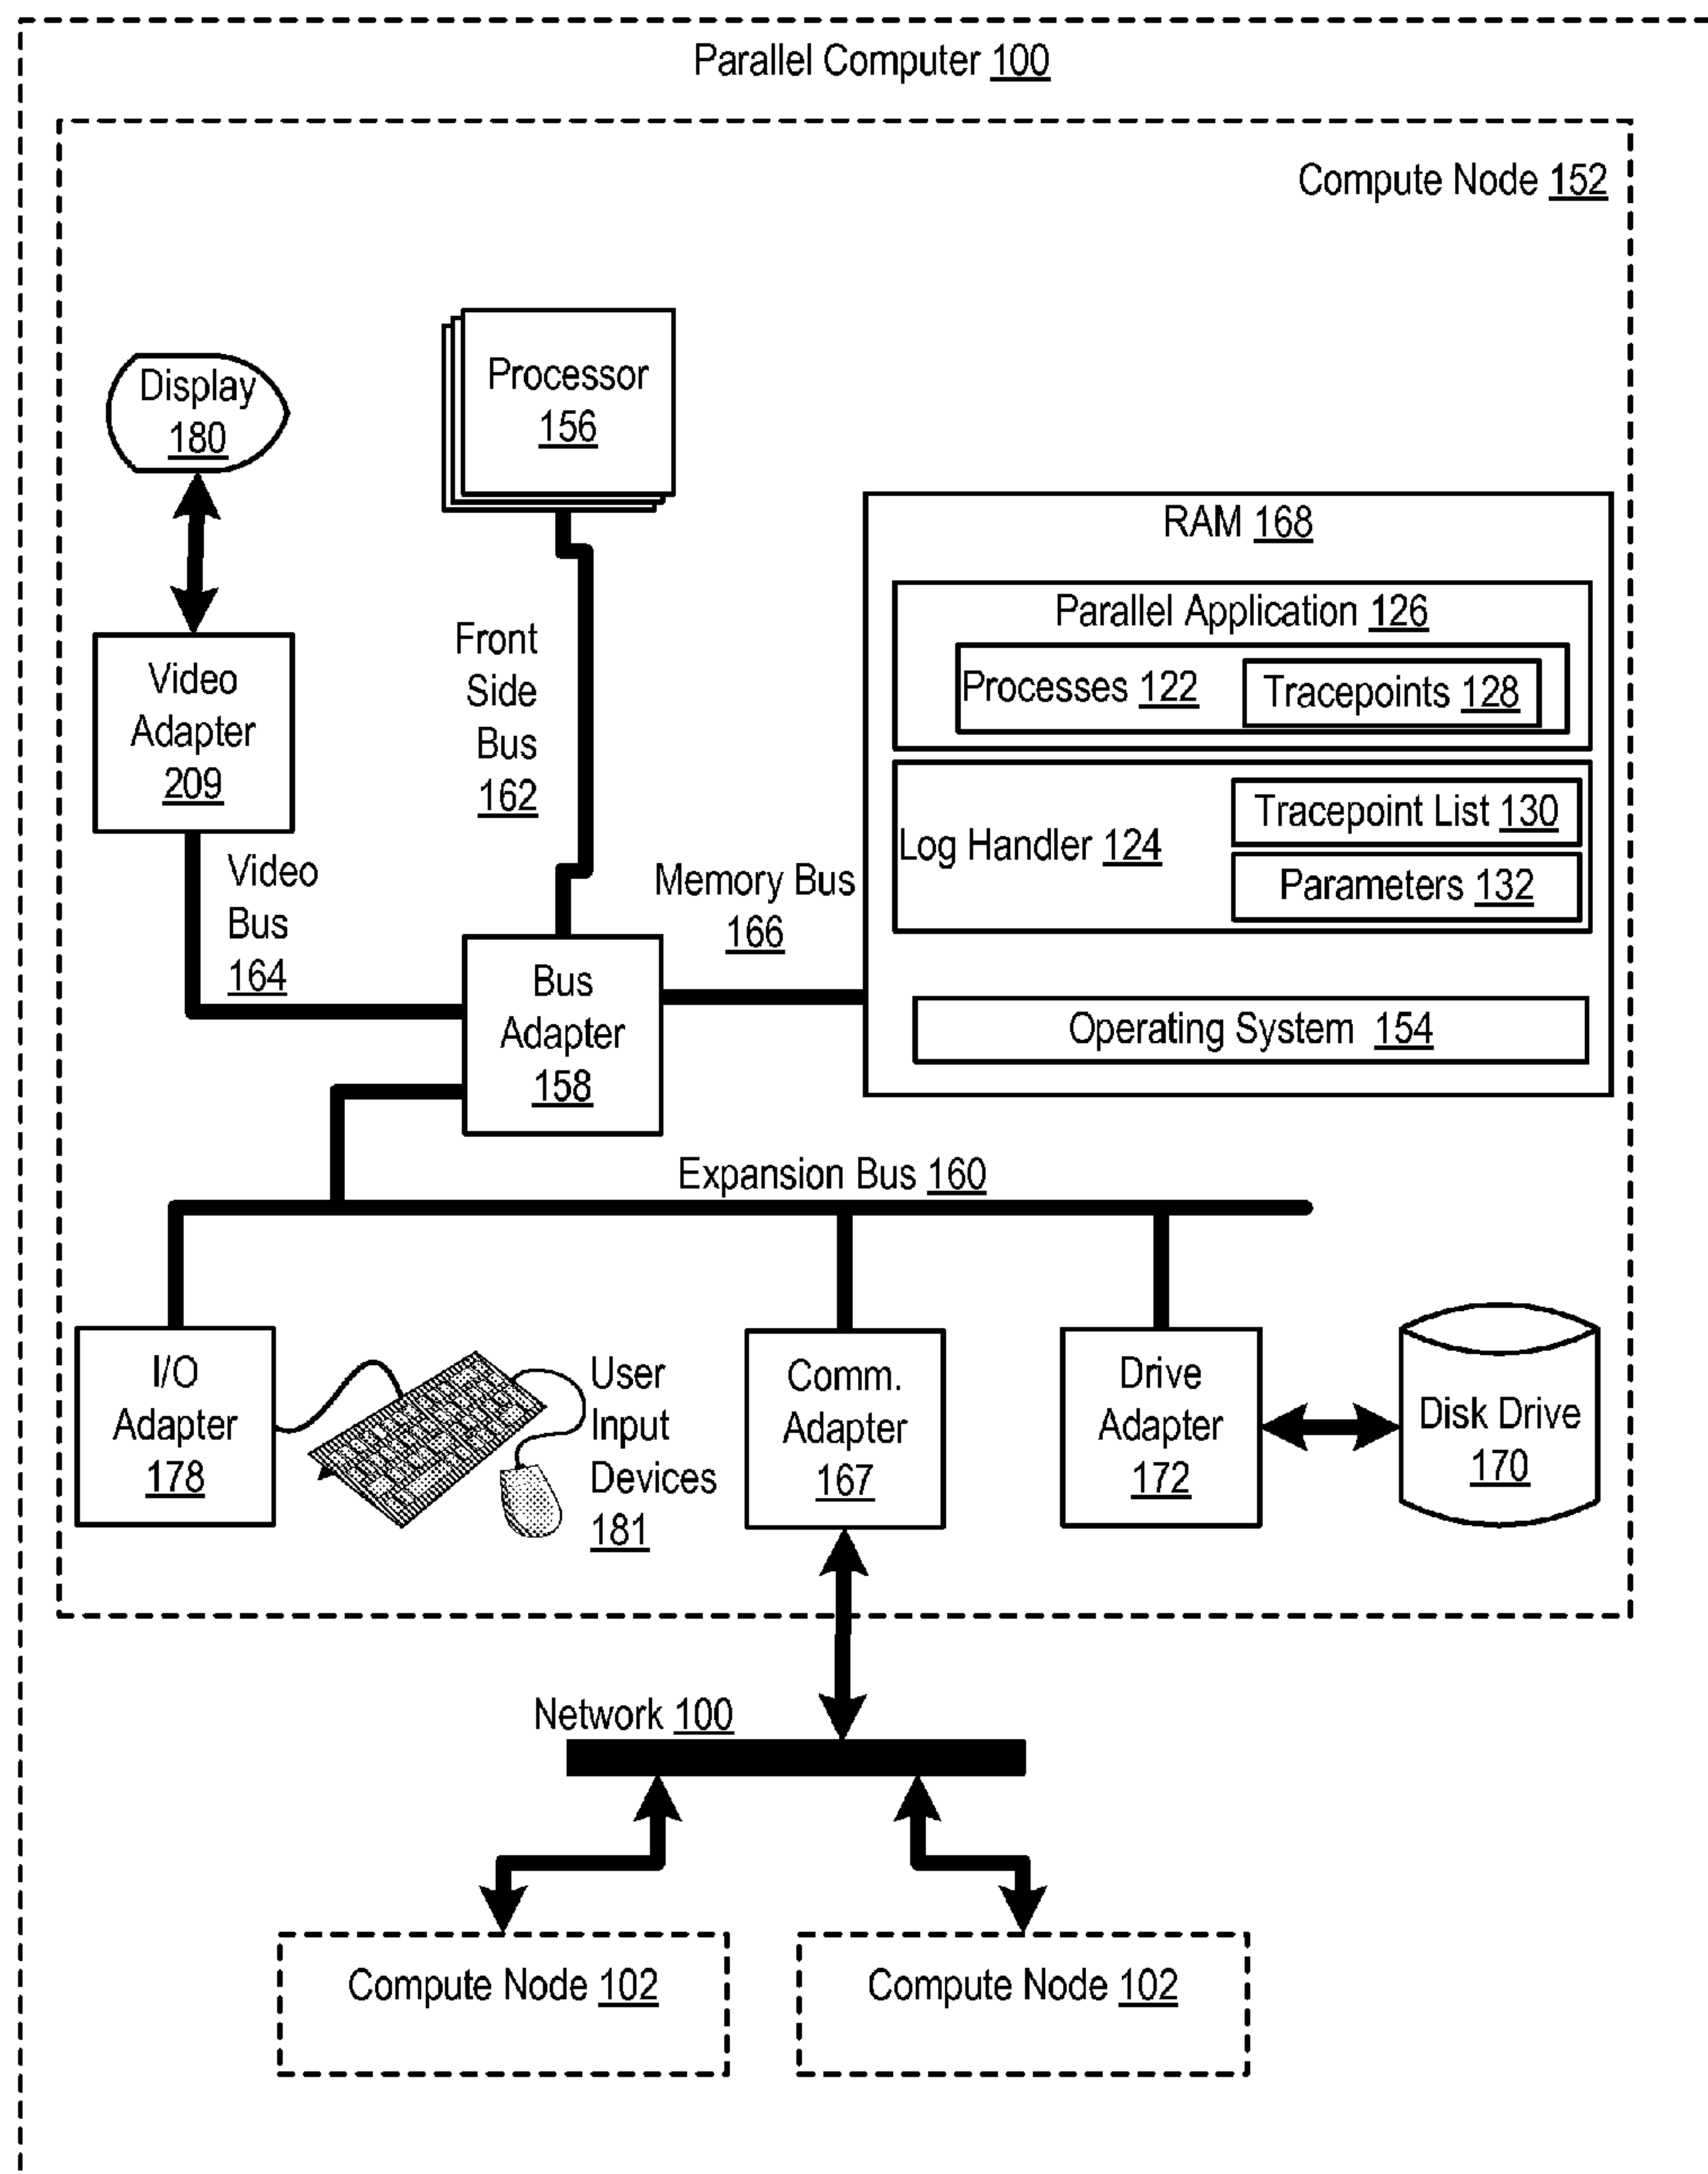 Parallel Computer 100
Compute Node 152
Display
180
Processor
156
RAM 168
Parallel Application 126
Processes 122
Tracepoints 128
Log Handler 124
Tracepoint List 130
Parameters 132
Operating System 154
Video
Adapter
209
Front
Side
Bus
162
Video
Bus
164
Memory Bus
166
Bus
Adapter
158
Expansion Bus 160
I/O
Adapter
178
User
Input
Devices
181
Comm.
Adapter
167
Drive
Adapter
172
Disk Drive
170
Network 100
Compute Node 102
Compute Node 102